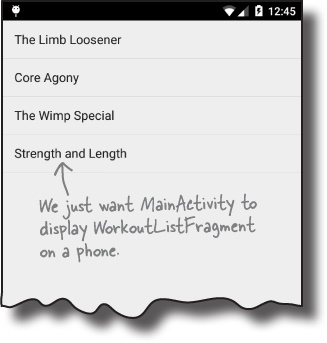 12:45
The Limb Loosener
Core Agony
The Wimp Special
Strength and Length
We just want MainActivity to
display WorkoutListFragment
on a phone.